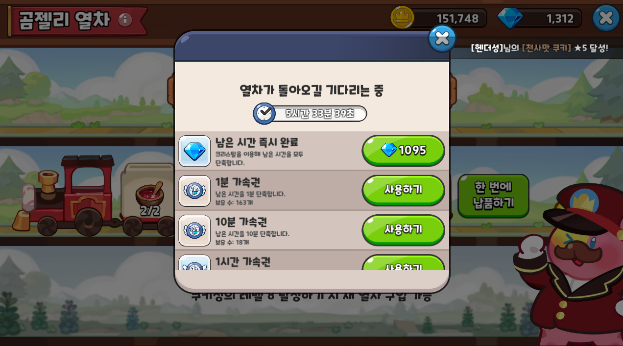 곰젤리 열차
151,748
1,312
[헨더성]님의 [천사맛 쿠키] ★5 달성!
열차가 돌아오길 기다리는 중
5시간 33분 39초
남은 시간 즉시 완료
크리스탈을 이용해 남은 시간을 모두
단축합니다.
1095
1분 가속권
남은 시간을 1분 단축합니다.
보유 수: 163개
사용하기
10분 가속권
남은 시간을 10분 단축합니다.
보유 수: 18개
사용하기
1시간 가속권
사용하기
2/2
한 번에
납품하기
쿠키성의 레벨 8 달성하기 시 새 열차 구입 가능